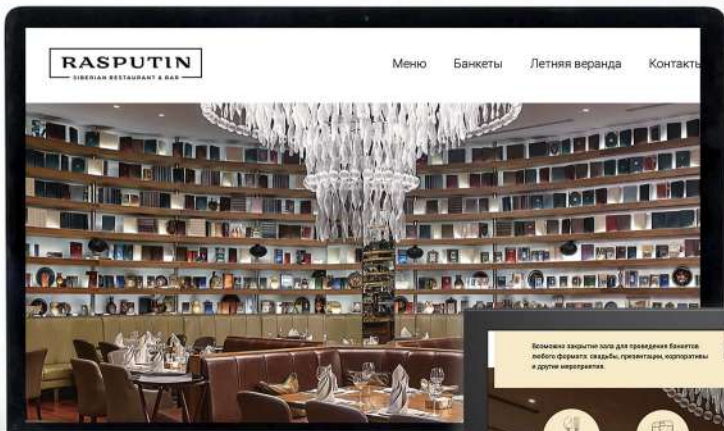 RASPUTIN
SIBERIAN RESTAURANT & BAR
Меню Банкеты Летняя веранда Контакты
Возможно закрытие зала для проведения банкетов
любого формата: свадьбы, презентации, корпоративы
и другие мероприятия.